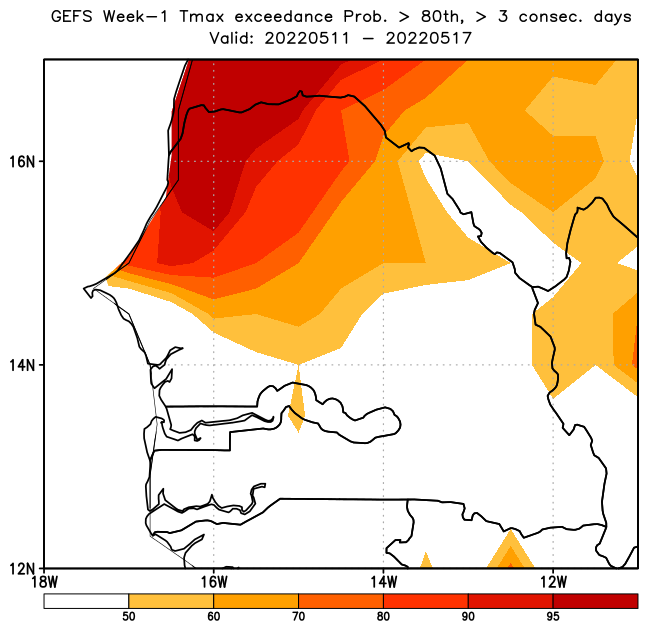 GEFS Week-1 Tmax exceedance Prob. > 80th, > 3 consec. days
Valid: 20220511 - 20220517
16N
14N
12N
18W 16W 14W 12W
50 60 70 80 90 95